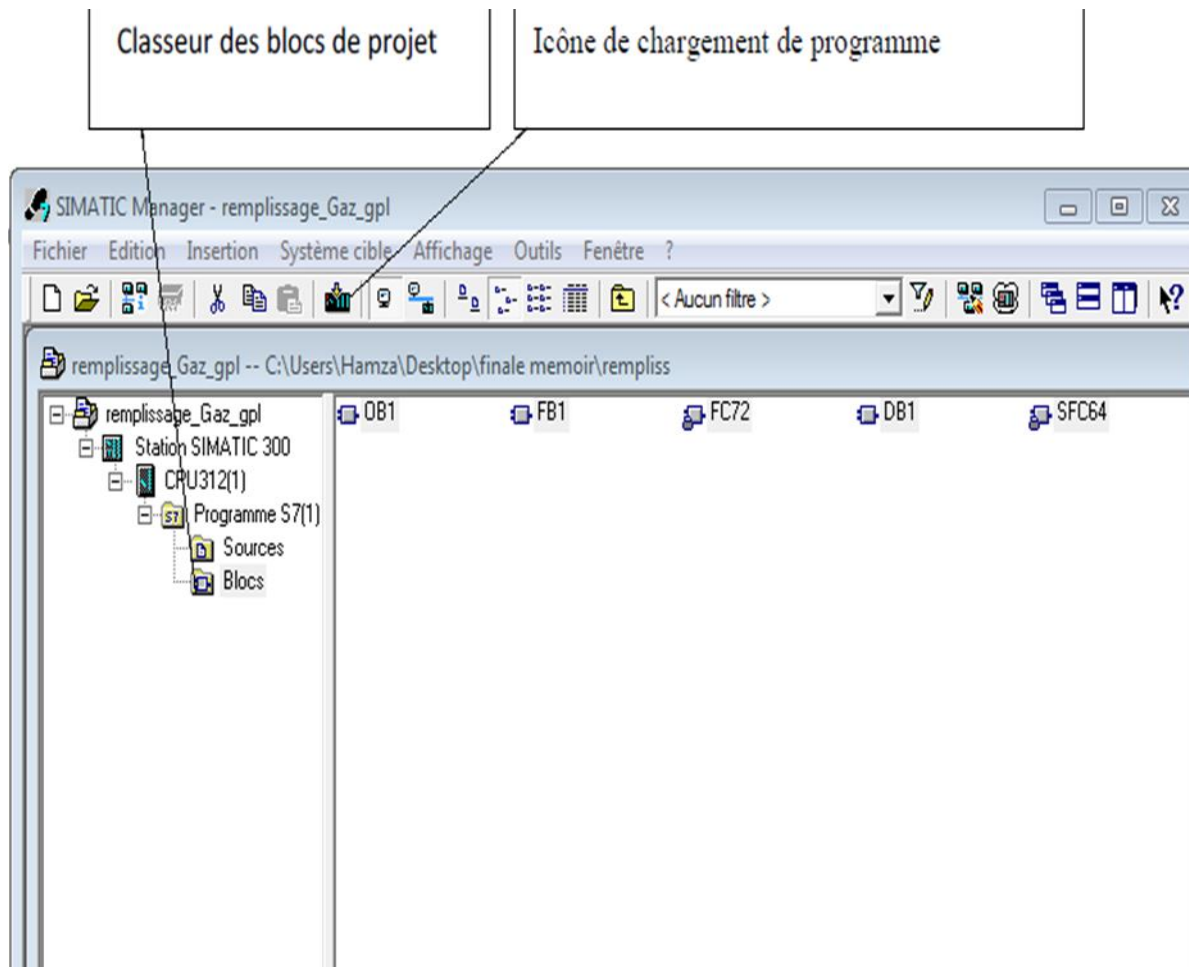 Classeur des blocs de projet
Icône de chargement de programme
SIMATIC Manager - remplissage_Gaz_gpl
Fichier Edition Insertion Système cible Affichage Outils Fenêtre ?
< Aucun filtre >
remplissage_Gaz_gpl -- C:\Users\Hamza\Desktop\finale memoir\rempliss
remplissage_Gaz_gpl
Station SIMATIC 300
CPU312(1)
Programme S7(1)
Sources
Blocs
OB1 FB1 FC72 DB1 SFC64